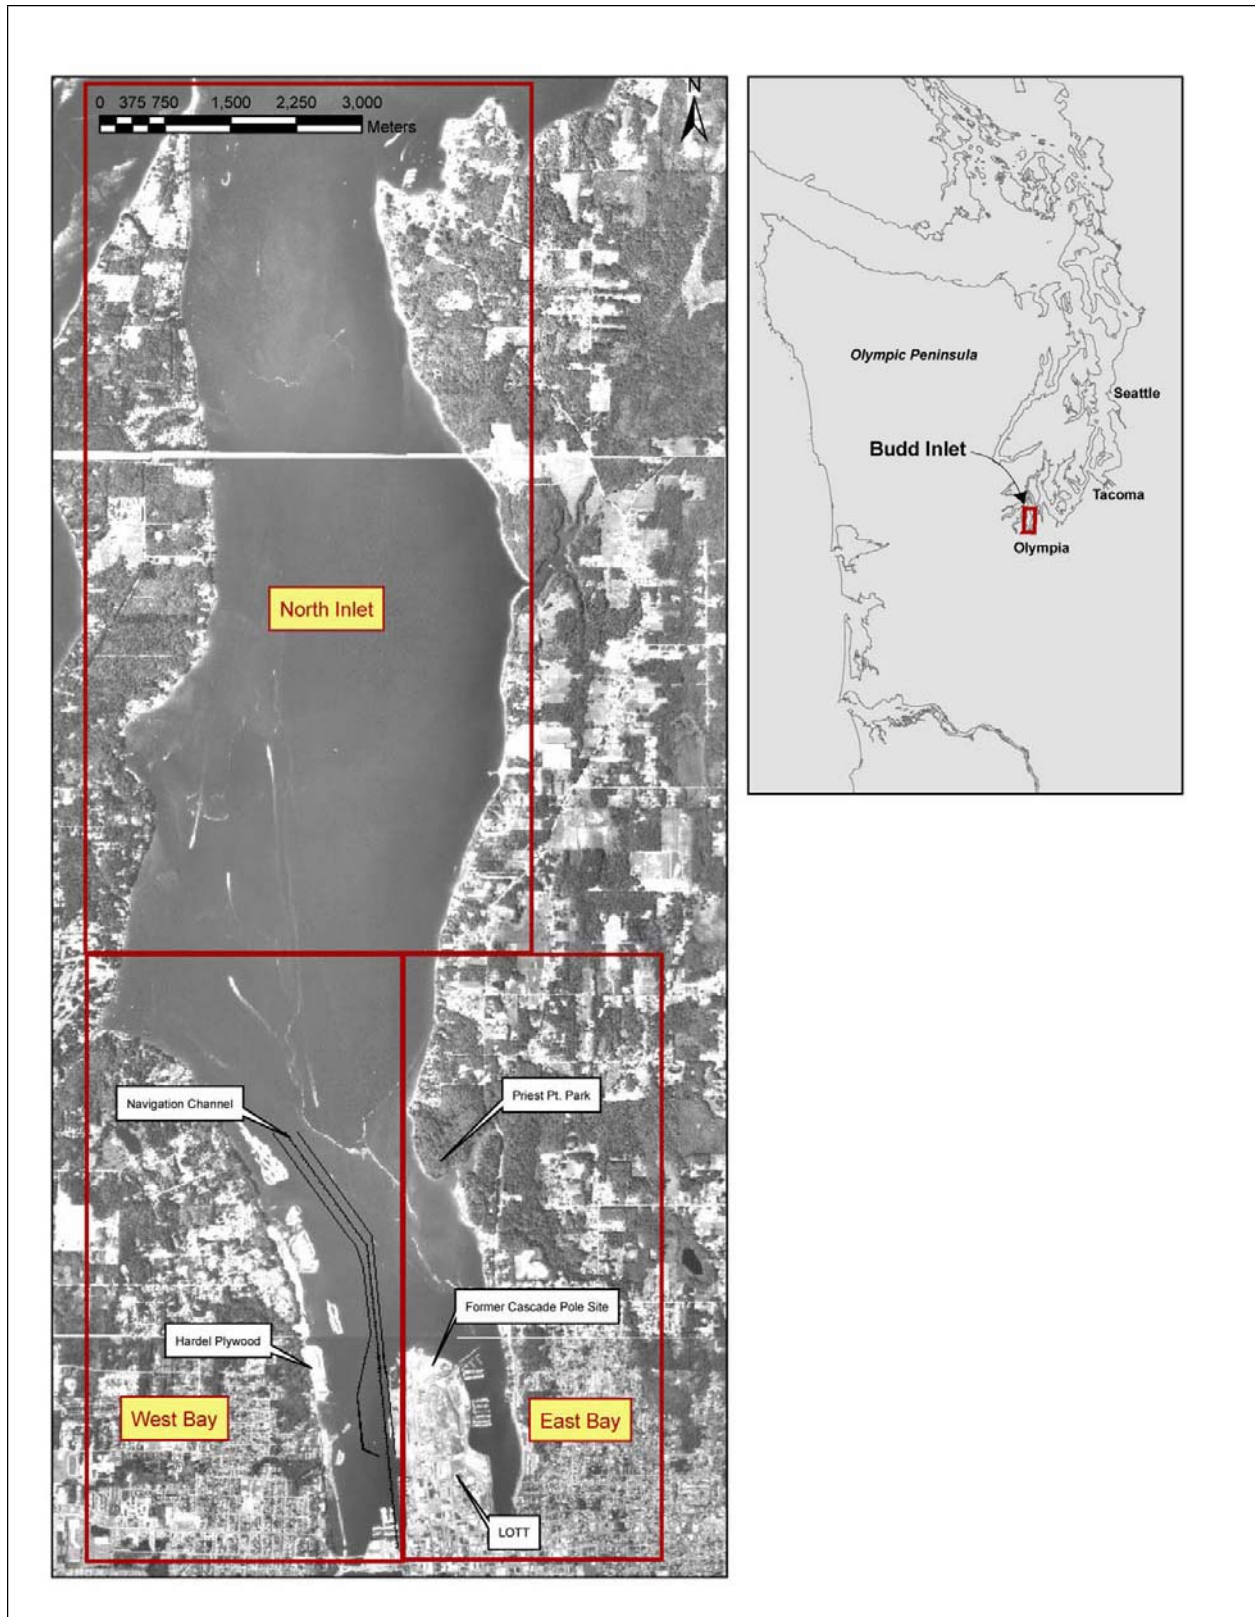 N
0 375 750 1,500 2,250 3,000
Meters
North Inlet
Navigation Channel
Priest Pt. Park
Former Cascade Pole Site
Hardel Plywood
West Bay
East Bay
LOTT
Olympic Peninsula
Seattle
Budd Inlet
Tacoma
Olympia